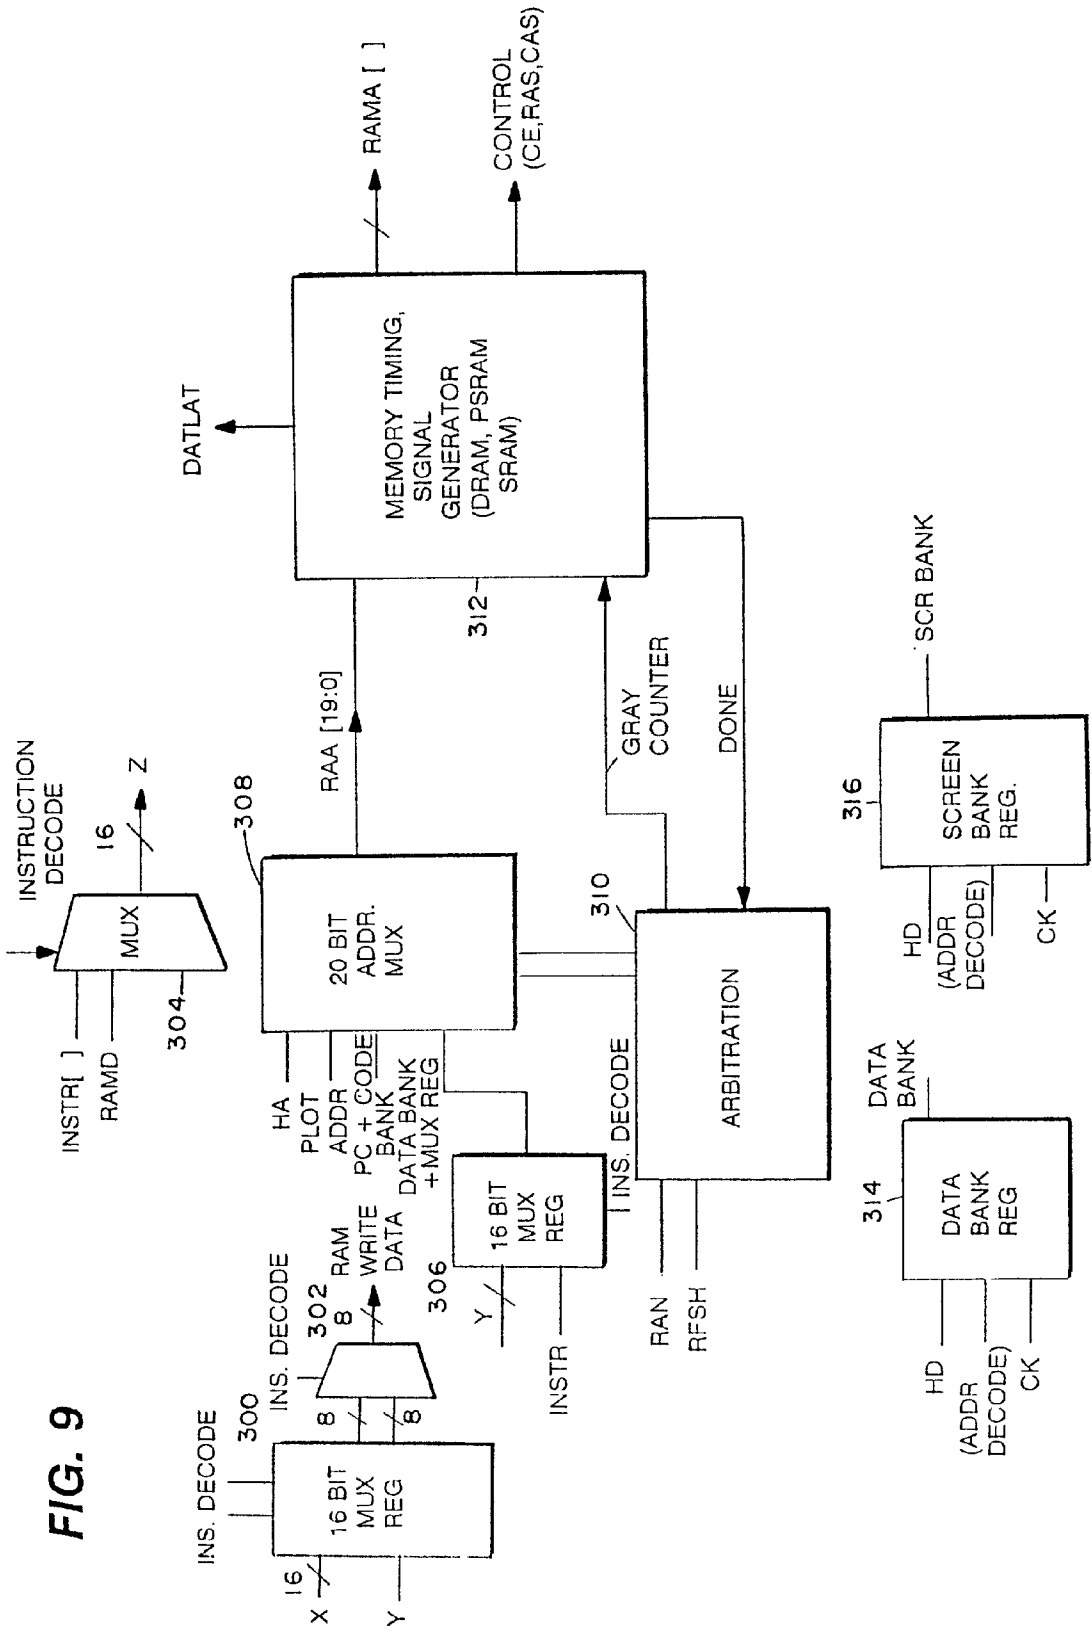 FIG. 9
INS. DECODE
300
X
16
Y
16 BIT
MUX
REG
8
8
INS. DECODE
302
8
RAM
WRITE
DATA
INSTRUCTION
DECODE
INSTR[ ]
RAMD
304
MUX
16
Z
308
HA
PLOT
ADDR
PC + CODE
BANK
DATA BANK
+MUX REG
20 BIT
ADDR.
MUX
RAA [19:0]
306
Y
INSTR
16 BIT
MUX
REG
INS. DECODE
310
RAN
RFSH
ARBITRATION
GRAY
COUNTER
DONE
312
MEMORY TIMING,
SIGNAL
GENERATOR
(DRAM, PSRAM
SRAM)
DATLAT
RAMA [ ]
CONTROL
(CE,RAS,CAS)
314
HD
(ADDR
DECODE)
CK
DATA
BANK
REG
DATA
BANK
316
HD
(ADDR
DECODE)
CK
SCREEN
BANK
REG.
SCR BANK